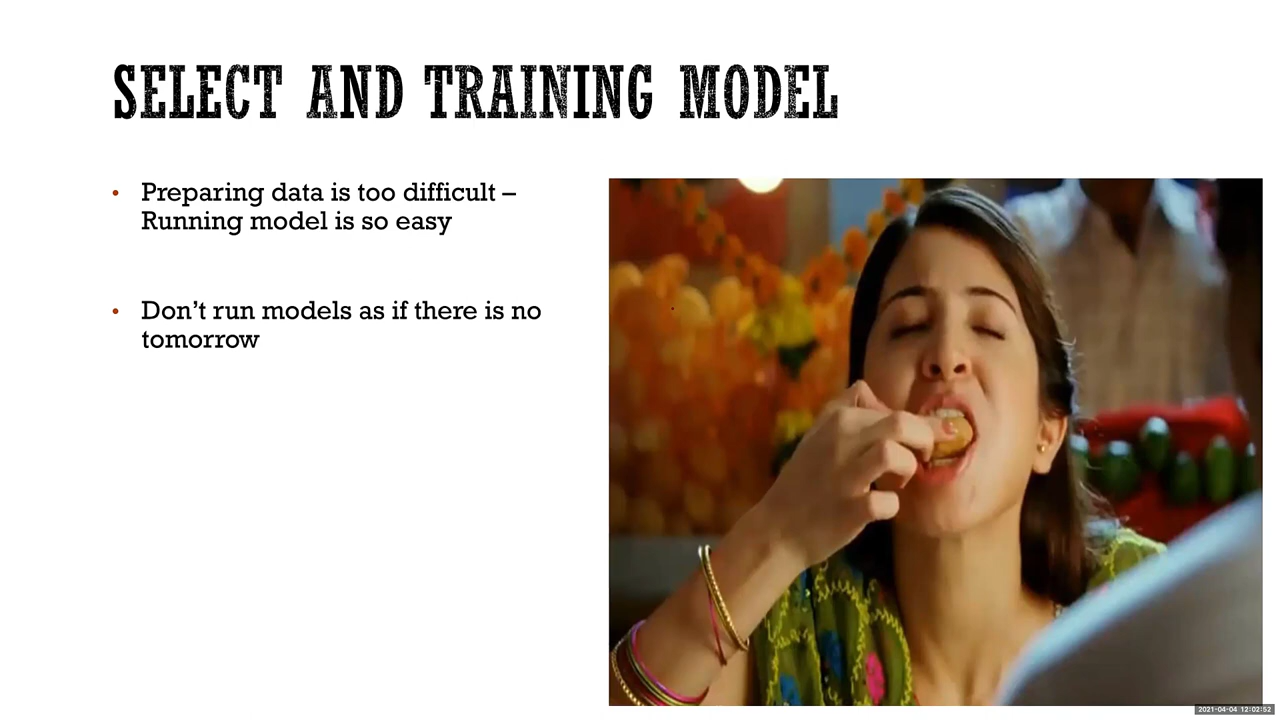 SELECT AND TRAINING MODEL
• Preparing data is too difficult –
Running model is so easy
• Don’t run models as if there is no
tomorrow
2021-04-04 12:02:52